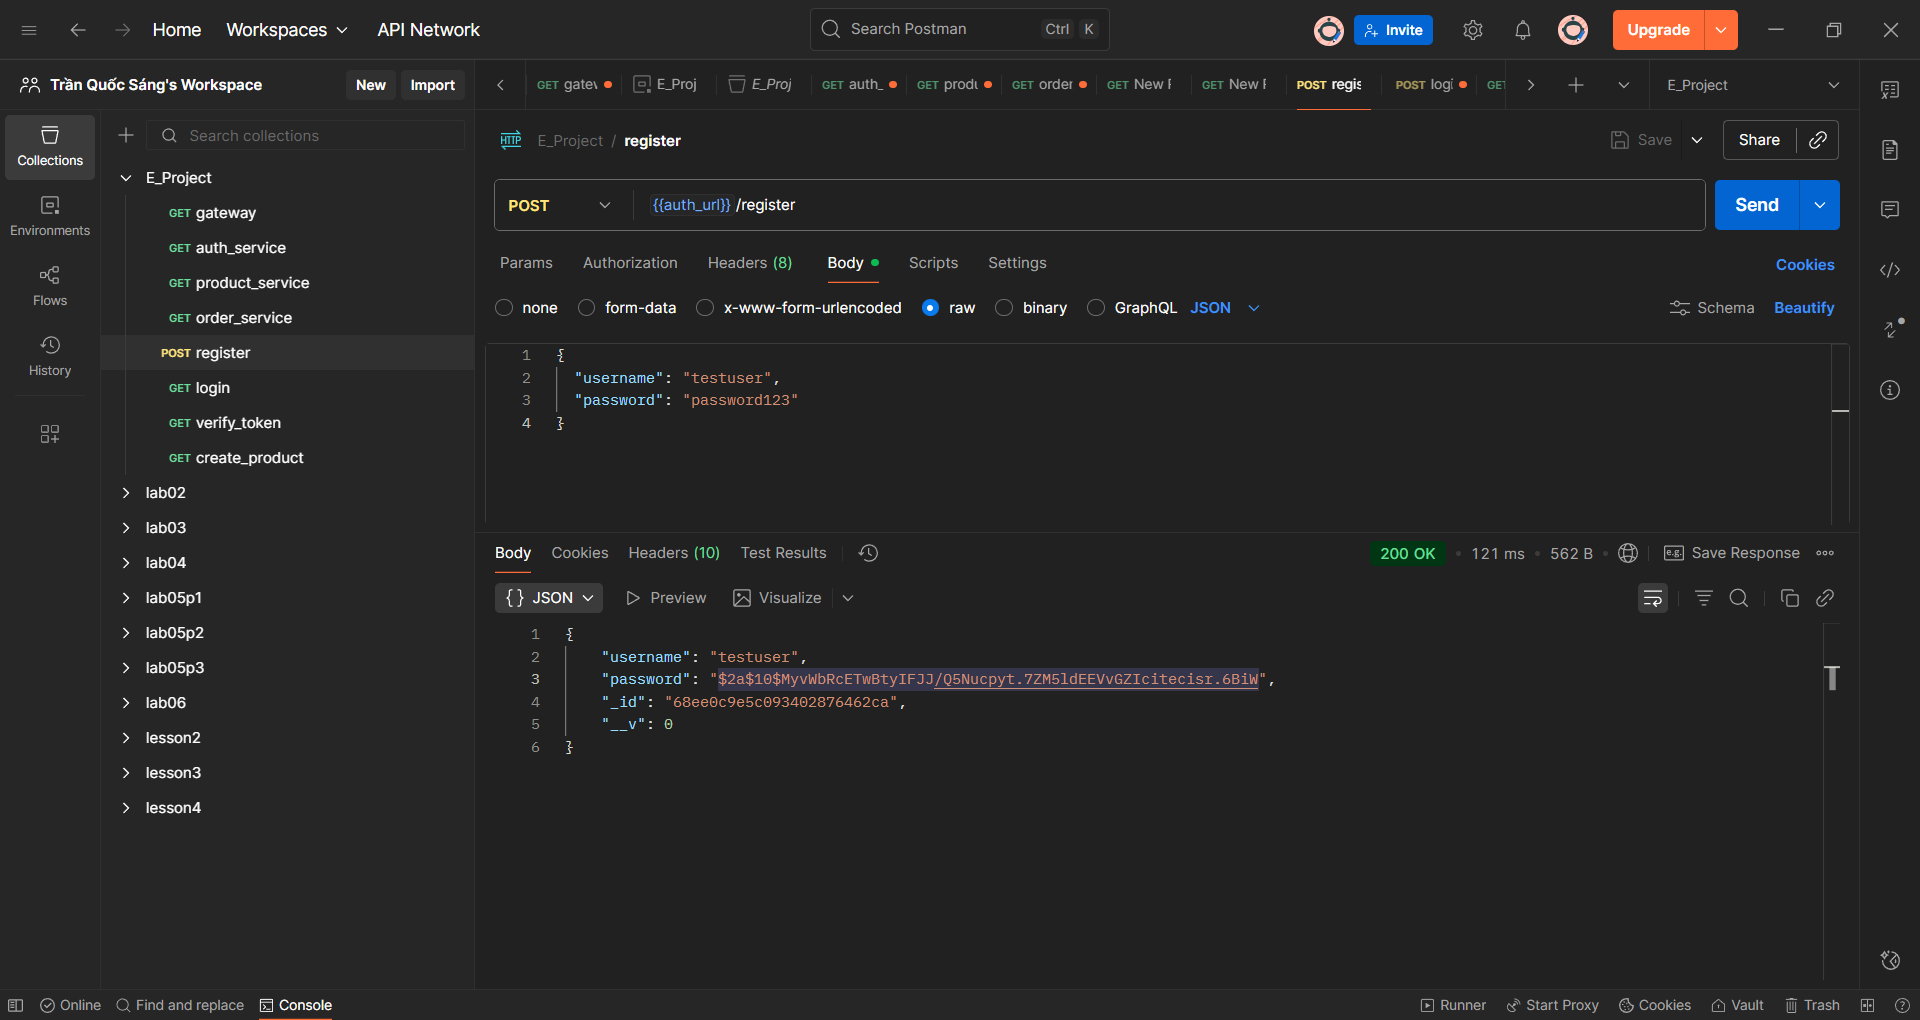 Home Workspaces API Network Search Postman Ctrl K Invite Upgrade
Trần Quốc Sáng's Workspace New Import GET gatev E_Proj E_Proj GET auth_ GET produ GET order GET New F GET New F POST regis POST logi GET E_Project
Search collections
Collections
Environments
Flows
History
E_Project
GET gateway
GET auth_service
GET product_service
GET order_service
POST register
GET login
GET verify_token
GET create_product
lab02
lab03
lab04
lab05p1
lab05p2
lab05p3
lab06
lesson2
lesson3
lesson4
HTTP E_Project / register Save Share
POST {{auth_url}} /register Send
Params Authorization Headers (8) Body Scripts Settings Cookies
none form-data x-www-form-urlencoded raw binary GraphQL JSON Schema Beautify
1 {
2 "username": "testuser",
3 "password": "password123"
4 }
Body Cookies Headers (10) Test Results 200 OK • 121 ms • 562 B • e.g. Save Response
{} JSON Preview Visualize
1 {
2 "username": "testuser",
3 "password": "$2a$10$MyvWbRcETwBtyIFJJ/Q5Nucpyt.7ZM5ldEEVvGZIcitecisr.6BiW",
4 "_id": "68ee0c9e5c093402876462ca",
5 "__v": 0
6 }
Online Find and replace Console Runner Start Proxy Cookies Vault Trash